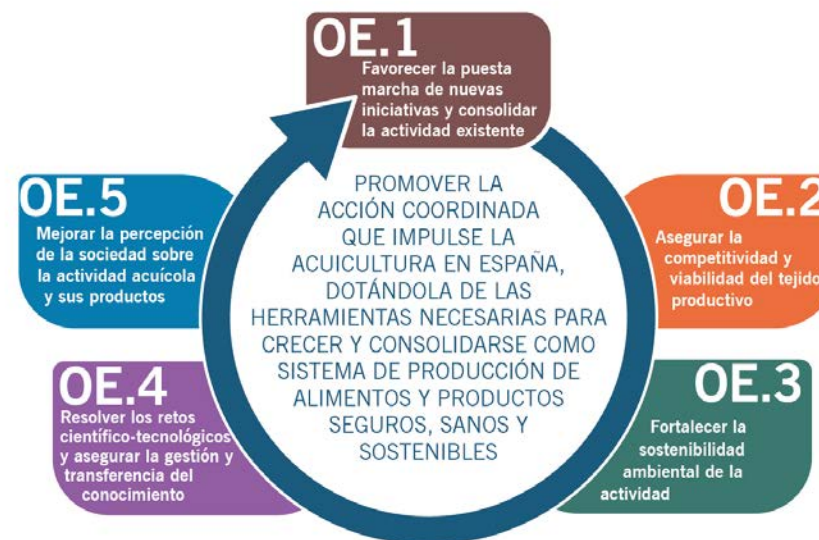 OE.1
Favorecer la puesta
marcha de nuevas
iniciativas y consolidar
la actividad existente
OE.2
Asegurar la
competitividad y
viabilidad del tejido
productivo
OE.3
Fortalecer la
sostenibilidad
ambiental de la
actividad
OE.4
Resolver los retos
científico-tecnológicos
y asegurar la gestión y
transferencia del
conocimiento
OE.5
Mejorar la percepción
de la sociedad sobre
la actividad acuícola
y sus productos
PROMOVER LA
ACCIÓN COORDINADA
QUE IMPULSE LA
ACUICULTURA EN ESPAÑA,
DOTÁNDOLA DE LAS
HERRAMIENTAS NECESARIAS PARA
CRECER Y CONSOLIDARSE COMO
SISTEMA DE PRODUCCIÓN DE
ALIMENTOS Y PRODUCTOS
SEGUROS, SANOS Y
SOSTENIBLES